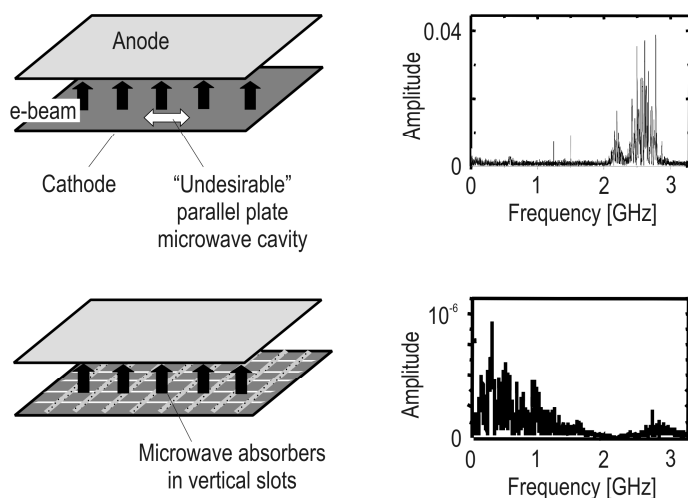 Anode
e-beam
Cathode
“Undesirable”
parallel plate
microwave cavity
0.04
Amplitude
0
0 1 2 3
Frequency [GHz]
Microwave absorbers
in vertical slots
10-6
Amplitude
0
0 1 2 3
Frequency [GHz]